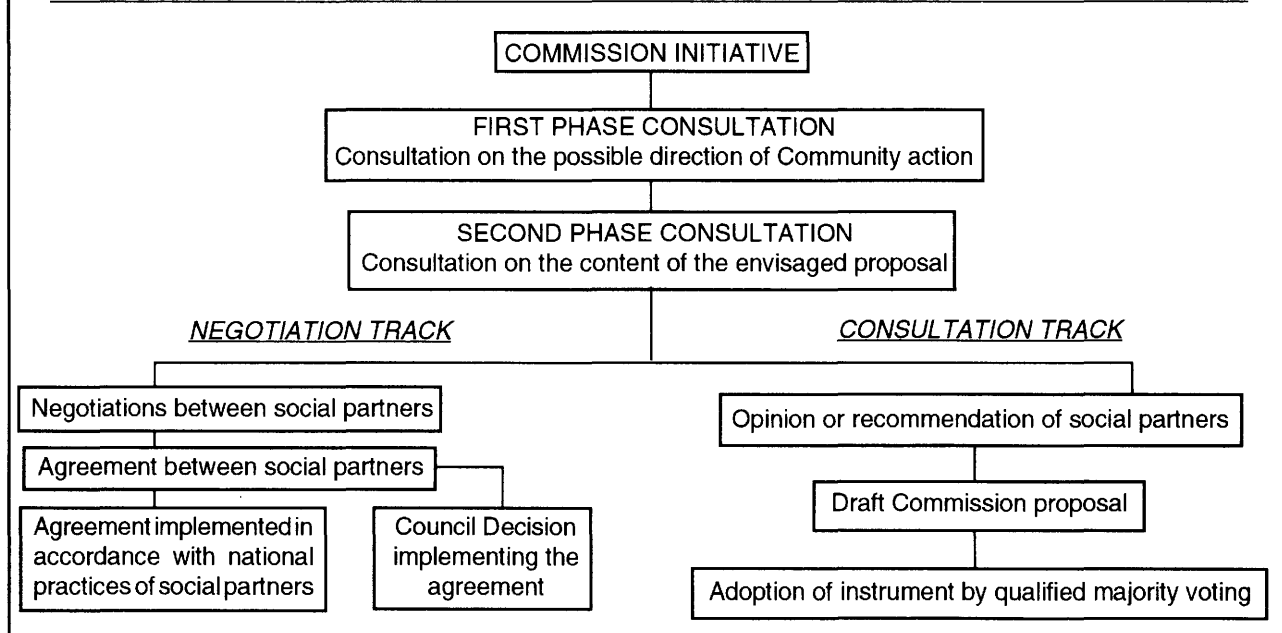 COMMISSION INITIATIVE
FIRST PHASE CONSULTATION
Consultation on the possible direction of Community action
SECOND PHASE CONSULTATION
Consultation on the content of the envisaged proposal
NEGOTIATION TRACK
CONSULTATION TRACK
Negotiations between social partners
Agreement between social partners
Agreement implemented in
accordance with national
practices of social partners
Council Decision
implementing the
agreement
Opinion or recommendation of social partners
Draft Commission proposal
Adoption of instrument by qualified majority voting